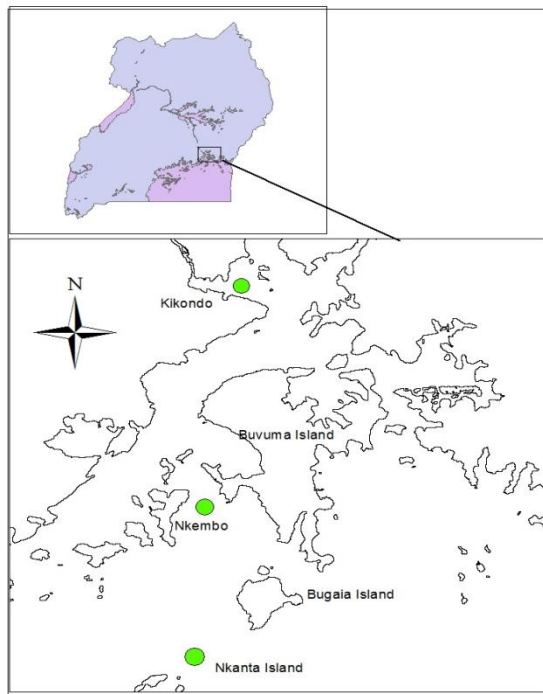 N
Kikondo
Buvuma Island
Nkembo
Bugaia Island
Nkanta Island